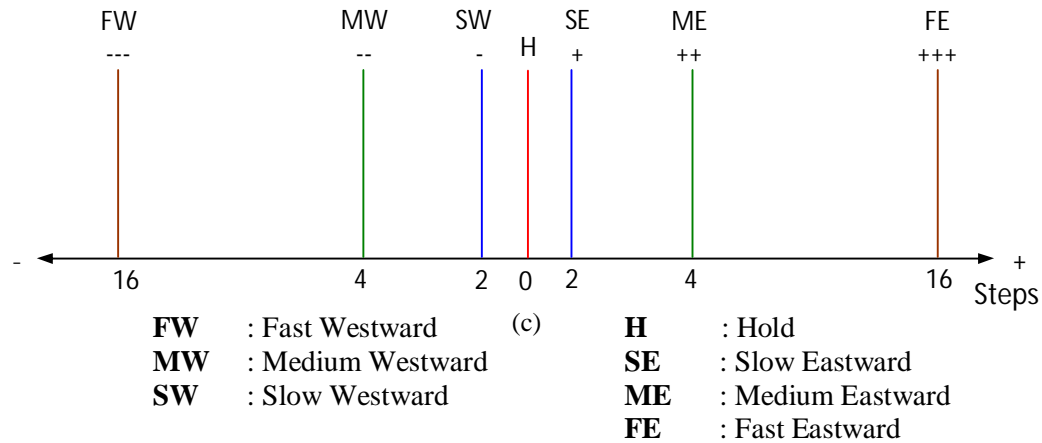 FW MW SW H SE ME FE
--- -- - + ++ +++
- 16 4 2 0 2 4 16 +
Steps
(c)
FW : Fast Westward
MW : Medium Westward
SW : Slow Westward
H : Hold
SE : Slow Eastward
ME : Medium Eastward
FE : Fast Eastward